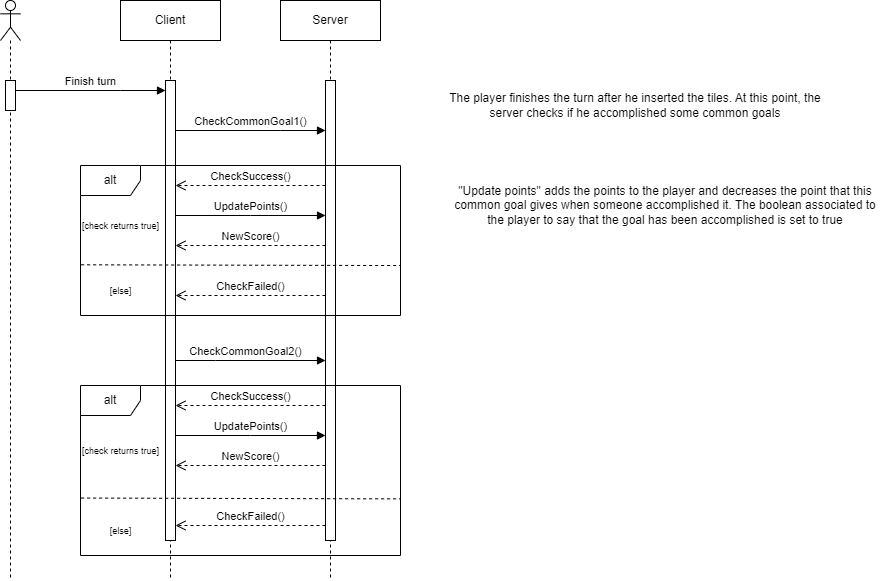 Client
Server
Finish turn
The player finishes the turn after he inserted the tiles. At this point, the
server checks if he accomplished some common goals
CheckCommonGoal1()
alt
CheckSuccess()
"Update points" adds the points to the player and decreases the point that this
common goal gives when someone accomplished it. The boolean associated to
the player to say that the goal has been accomplished is set to true
UpdatePoints()
[check returns true]
NewScore()
[else]
CheckFailed()
CheckCommonGoal2()
alt
CheckSuccess()
UpdatePoints()
[check returns true]
NewScore()
CheckFailed()
[else]